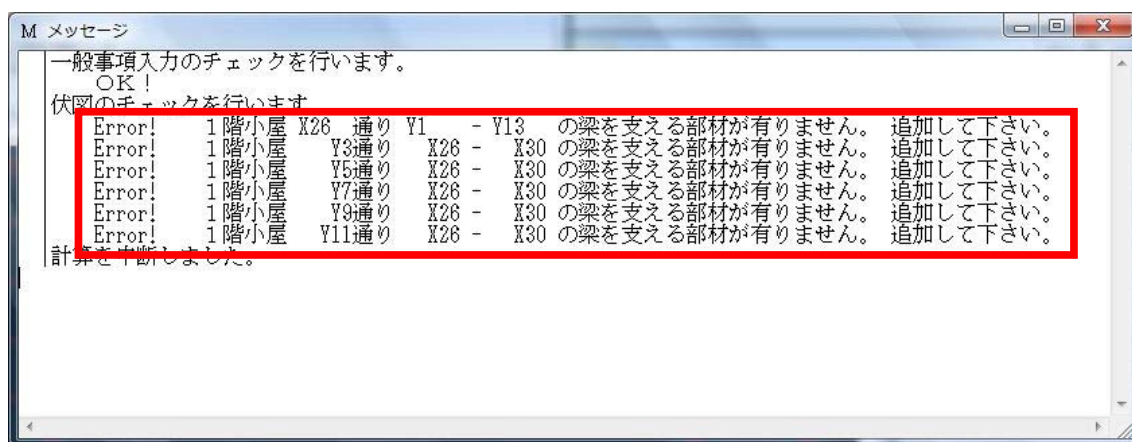 M メッセージ
一般事項入力のチェックを行います。
OK!
伏図のチェックを行います
Error! 1階小屋 X26 通り Y1 - Y13 の梁を支える部材が有りません。 追加して下さい。
Error! 1階小屋 Y3通り X26 - X30 の梁を支える部材が有りません。 追加して下さい。
Error! 1階小屋 Y5通り X26 - X30 の梁を支える部材が有りません。 追加して下さい。
Error! 1階小屋 Y7通り X26 - X30 の梁を支える部材が有りません。 追加して下さい。
Error! 1階小屋 Y9通り X26 - X30 の梁を支える部材が有りません。 追加して下さい。
Error! 1階小屋 Y11通り X26 - X30 の梁を支える部材が有りません。 追加して下さい。
計算を中断しました。